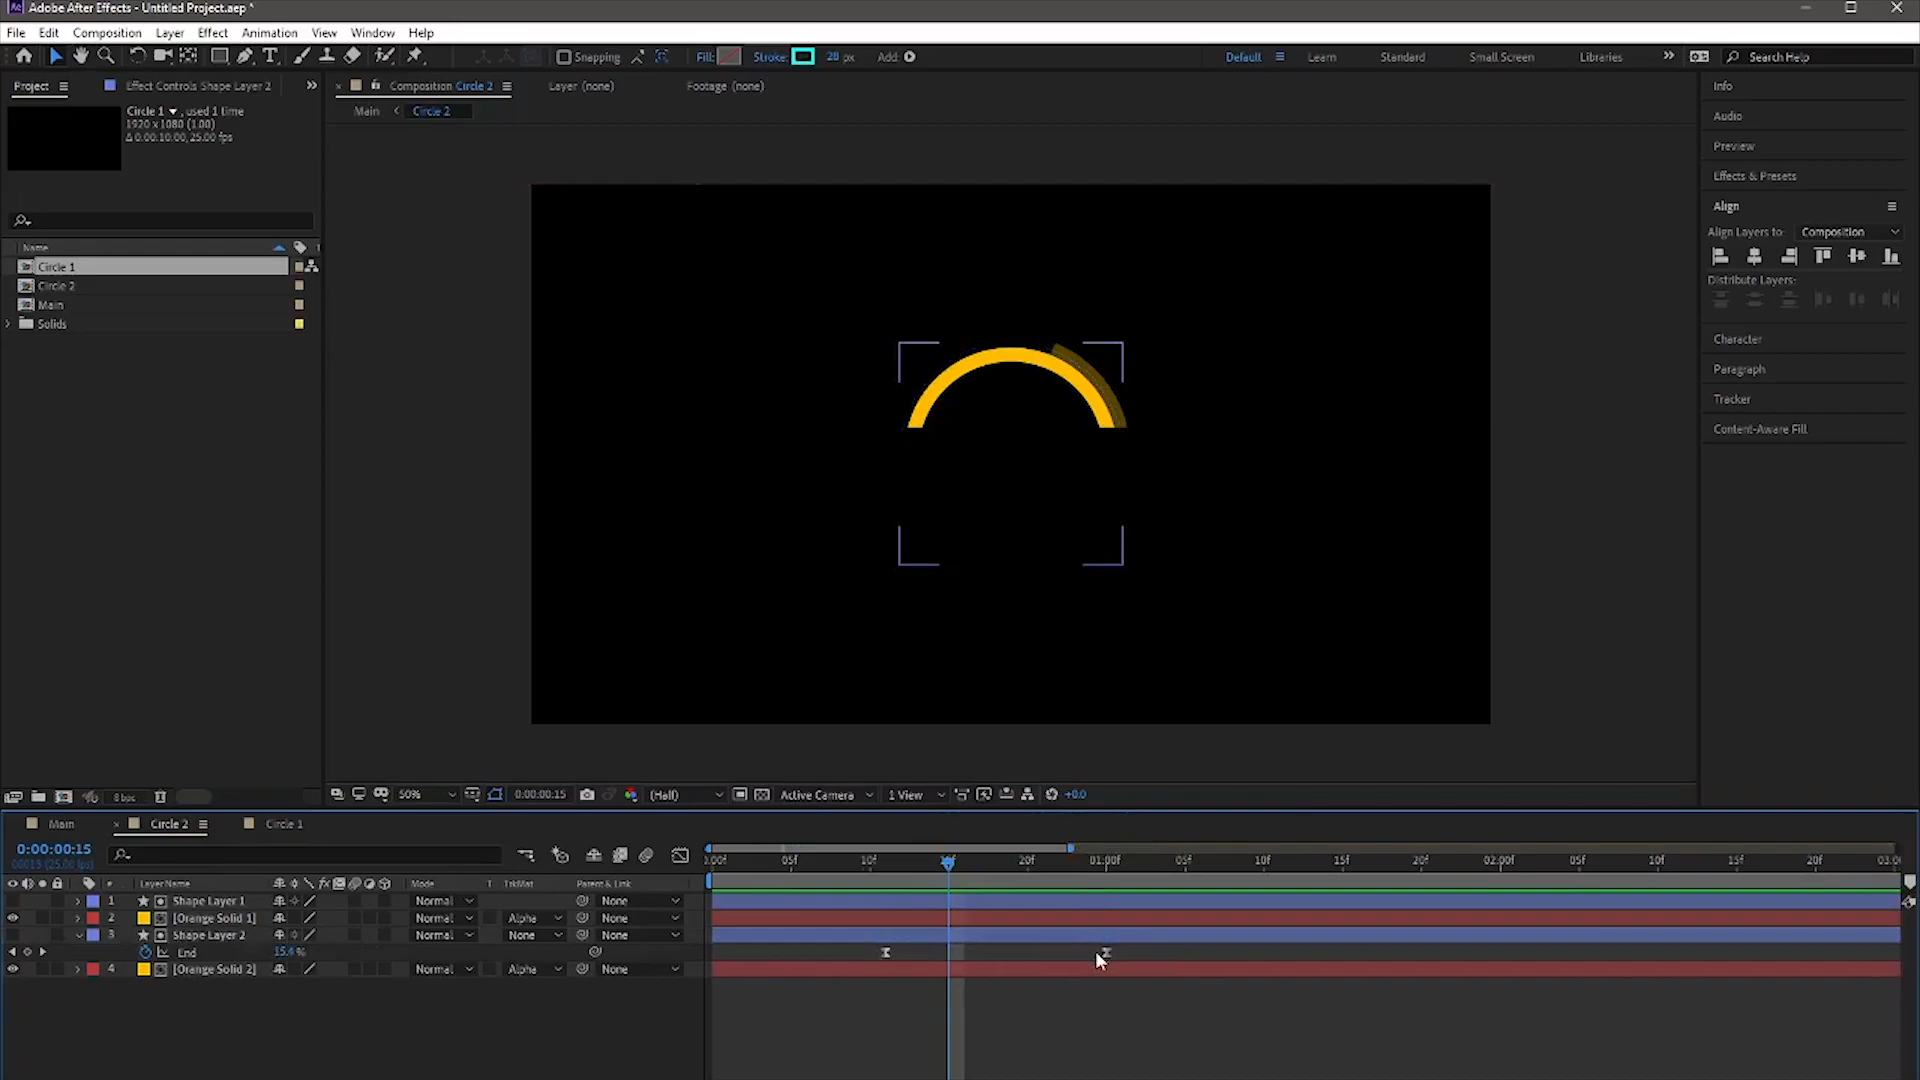 Ae Adobe After Effects - Untitled Project.aep *
File Edit Composition Layer Effect Animation View Window Help
Snapping Fill: Stroke: 28 px Add: Default Learn Standard Small Screen Libraries Search Help
Project Effect Controls Shape Layer 2
Circle 1 , used 1 time
1920 x 1080 (1.00)
Δ 0:00:10:00, 25.00 fps
Name
Circle 1
Circle 2
Main
Solids
8 bpc
Composition Circle 2 Layer (none) Footage (none)
Main Circle 2
50% 0:00:00:15 (Half) Active Camera 1 View +0.0
Info
Audio
Preview
Effects & Presets
Align
Align Layers to: Composition
Distribute Layers:
Character
Paragraph
Tracker
Content-Aware Fill
Main Circle 2 Circle 1
0:00:00:15
00015 (25.00 fps)
05f 10f 15f 20f 01:00f 05f 10f 15f 20f 02:00f 05f 10f 15f 20f
# Layer Name Mode T TrkMat Parent & Link
1 Shape Layer 1 Normal None
2 [Orange Solid 1] Normal Alpha None
3 Shape Layer 2 Normal None None
End 15.4 %
4 [Orange Solid 2] Normal Alpha None